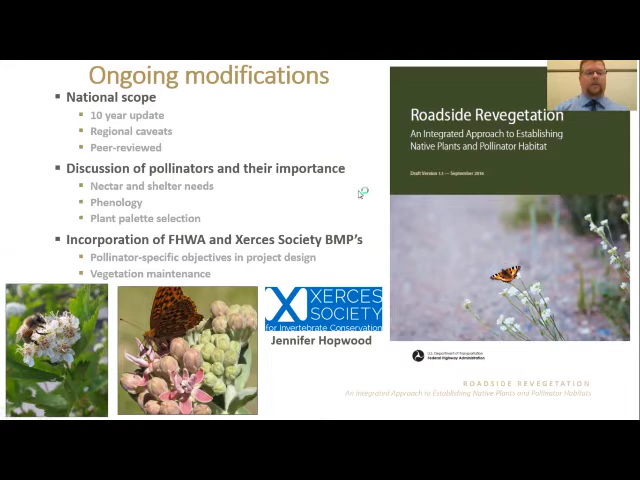 Ongoing modifications
National scope
10 year update
Regional caveats
Peer-reviewed
Discussion of pollinators and their importance
Nectar and shelter needs
Phenology
Plant palette selection
Incorporation of FHWA and Xerces Society BMP's
Pollinator-specific objectives in project design
Vegetation maintenance
XERCES
SOCIETY
for Invertebrate Conservation
Jennifer Hopwood
Roadside Revegetation
An Integrated Approach to Establishing
Native Plants and Pollinator Habitat
Draft Version 1.1 — September 2016
U.S. Department of Transportation
Federal Highway Administration
ROADSIDE REVEGETATION
An Integrated Approach to Establishing Native Plants and Pollinator Habitats